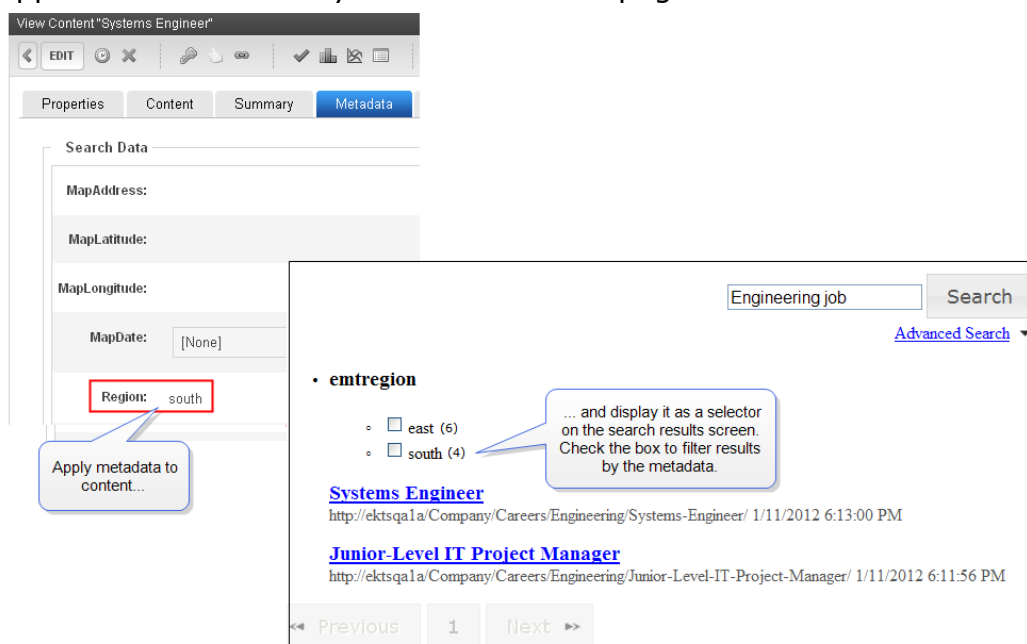 View Content "Systems Engineer"
EDIT
Properties Content Summary Metadata
Search Data
MapAddress:
MapLatitude:
MapLongitude:
MapDate: [None]
Region: south
Apply metadata to
content...
Engineering job Search
Advanced Search
• emtregion
east (6)
south (4)
... and display it as a selector
on the search results screen.
Check the box to filter results
by the metadata.
Systems Engineer
http://ektsqa1a/Company/Careers/Engineering/Systems-Engineer/ 1/11/2012 6:13:00 PM
Junior-Level IT Project Manager
http://ektsqa1a/Company/Careers/Engineering/Junior-Level-IT-Project-Manager/ 1/11/2012 6:11:56 PM
Previous 1 Next